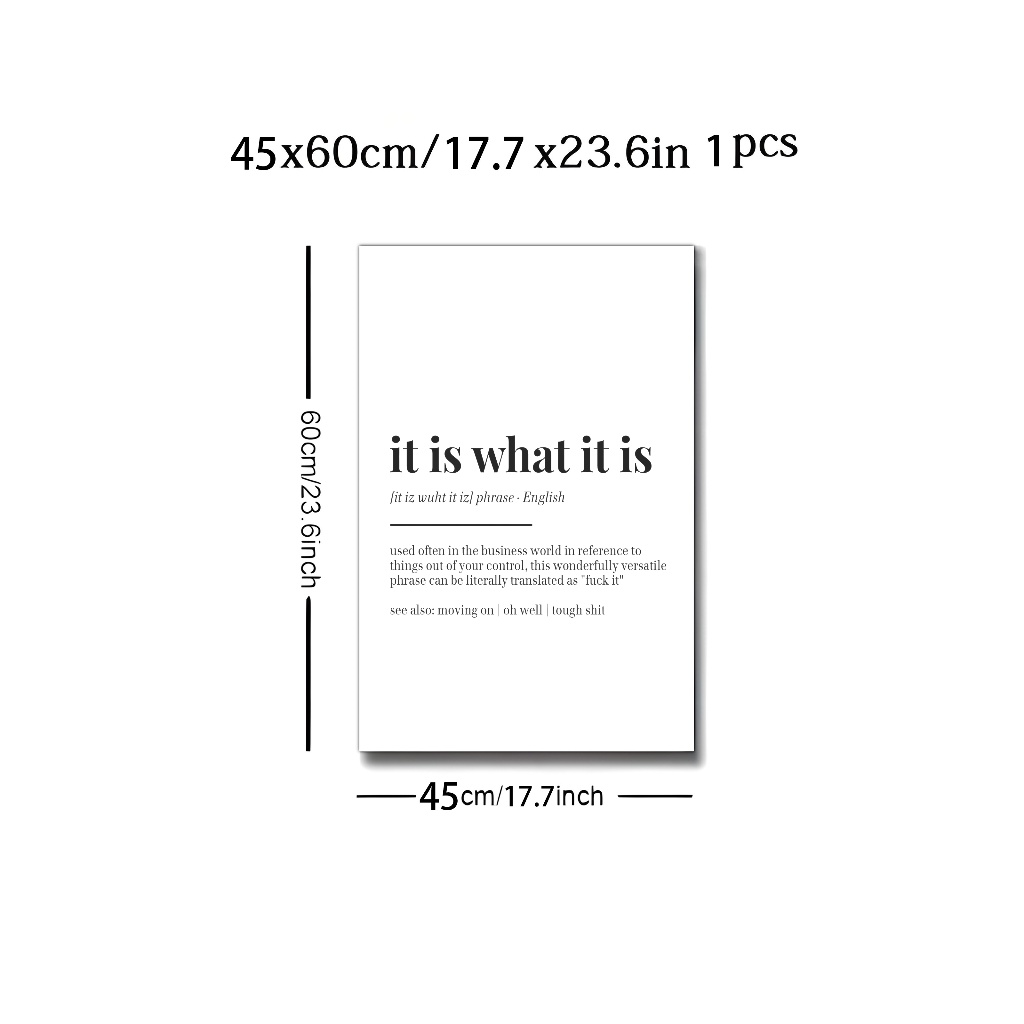 45x60cm/17.7 x23.6in 1pcs
60cm/23.6inch
it is what it is
[it iz wuht it iz] phrase · English
used often in the business world in reference to
things out of your control, this wonderfully versatile
phrase can be literally translated as "fuck it"
see also: moving on | oh well | tough shit
45cm/17.7inch